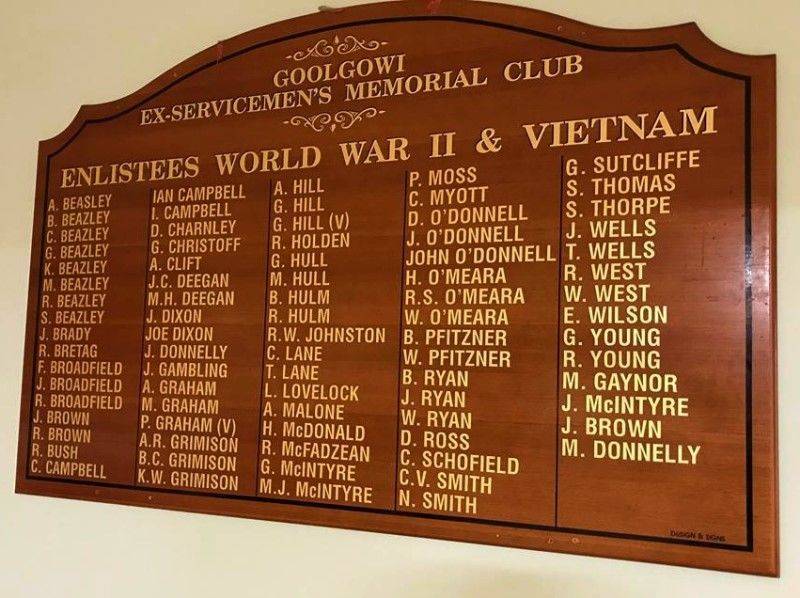 GOOLGOWI
EX-SERVICEMEN'S MEMORIAL CLUB
ENLISTEES WORLD WAR II & VIETNAM
A. BEASLEY
B. BEAZLEY
C. BEAZLEY
G. BEAZLEY
K. BEAZLEY
M. BEAZLEY
R. BEAZLEY
S. BEAZLEY
J. BRADY
R. BRETAG
F. BROADFIELD
J. BROADFIELD
R. BROADFIELD
J. BROWN
R. BROWN
R. BUSH
C. CAMPBELL
IAN CAMPBELL
I. CAMPBELL
D. CHARNLEY
G. CHRISTOFF
A. CLIFT
J.C. DEEGAN
M.H. DEEGAN
J. DIXON
JOE DIXON
J. DONNELLY
J. GAMBLING
A. GRAHAM
M. GRAHAM
P. GRAHAM (V)
A.R. GRIMISON
B.C. GRIMISON
K.W. GRIMISON
A. HILL
G. HILL
G. HILL (V)
R. HOLDEN
G. HULL
M. HULL
B. HULM
R. HULM
R.W. JOHNSTON
C. LANE
T. LANE
L. LOVELOCK
A. MALONE
H. McDONALD
R. McFADZEAN
G. McINTYRE
M.J. McINTYRE
P. MOSS
C. MYOTT
D. O'DONNELL
J. O'DONNELL
JOHN O'DONNELL
H. O'MEARA
R.S. O'MEARA
W. O'MEARA
B. PFITZNER
W. PFITZNER
B. RYAN
J. RYAN
W. RYAN
D. ROSS
C. SCHOFIELD
C.V. SMITH
N. SMITH
G. SUTCLIFFE
S. THOMAS
S. THORPE
J. WELLS
T. WELLS
R. WEST
W. WEST
E. WILSON
G. YOUNG
R. YOUNG
M. GAYNOR
J. McINTYRE
J. BROWN
M. DONNELLY
DESIGN & SIGNS